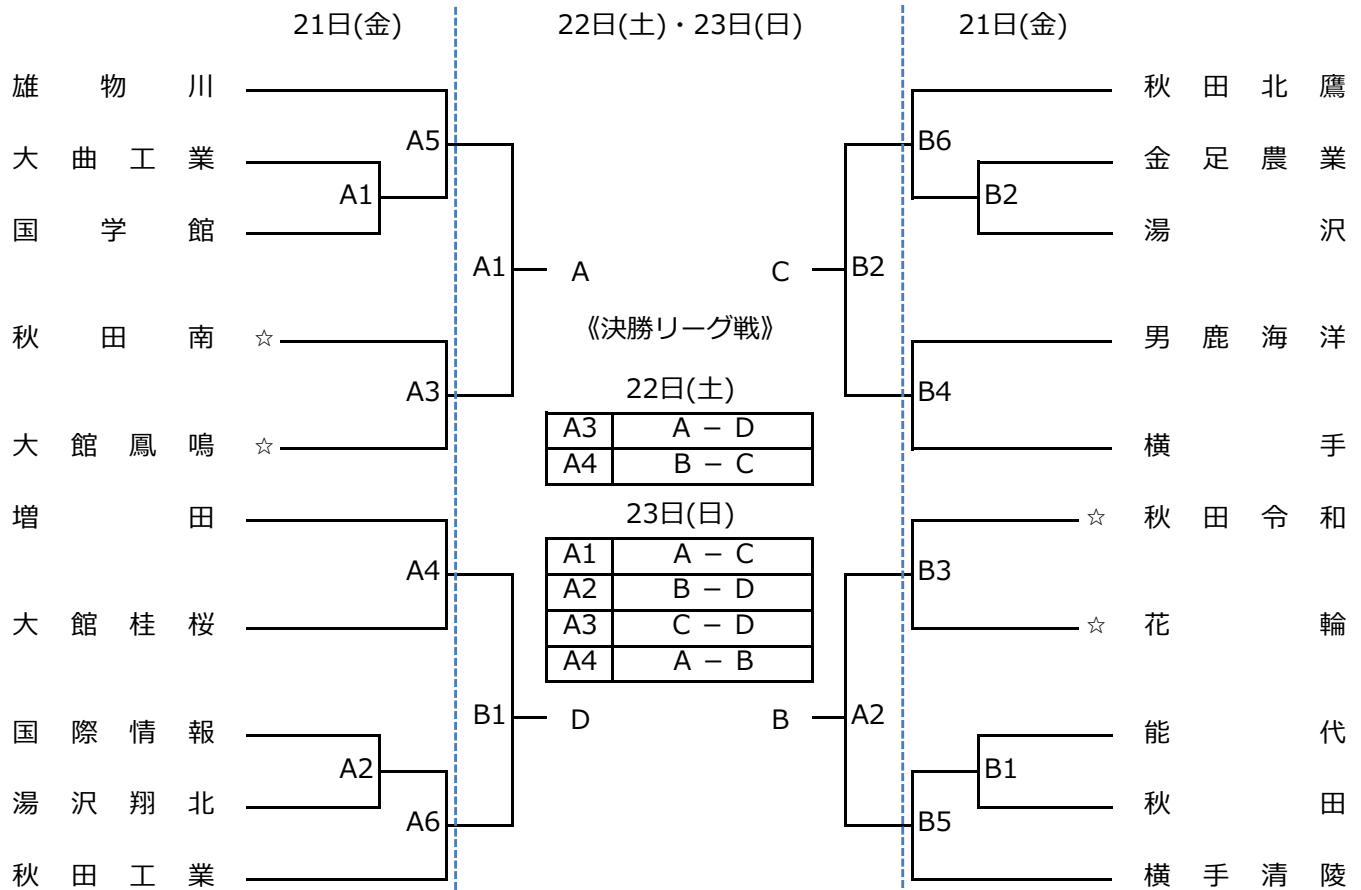 21日(金) 22日(土)・23日(日) 21日(金)
雄物川 秋田北鷹
A5 B6
大曲工業 金足農業
A1 B2
国学館 湯沢
A1 A C B2
《決勝リーグ戦》
秋田南 ☆ 男鹿海洋
22日(土)
A3 B4
A3 A － D
大館鳳鳴 ☆ 横手
A4 B － C
増田 23日(日) ☆ 秋田令和
A1 A － C
A4 B3
A2 B － D
大館桂桜 A3 C － D ☆ 花輪
A4 A － B
B1 D B A2
国際情報 能代
A2 B1
湯沢翔北 秋田
A6 B5
秋田工業 横手清陵